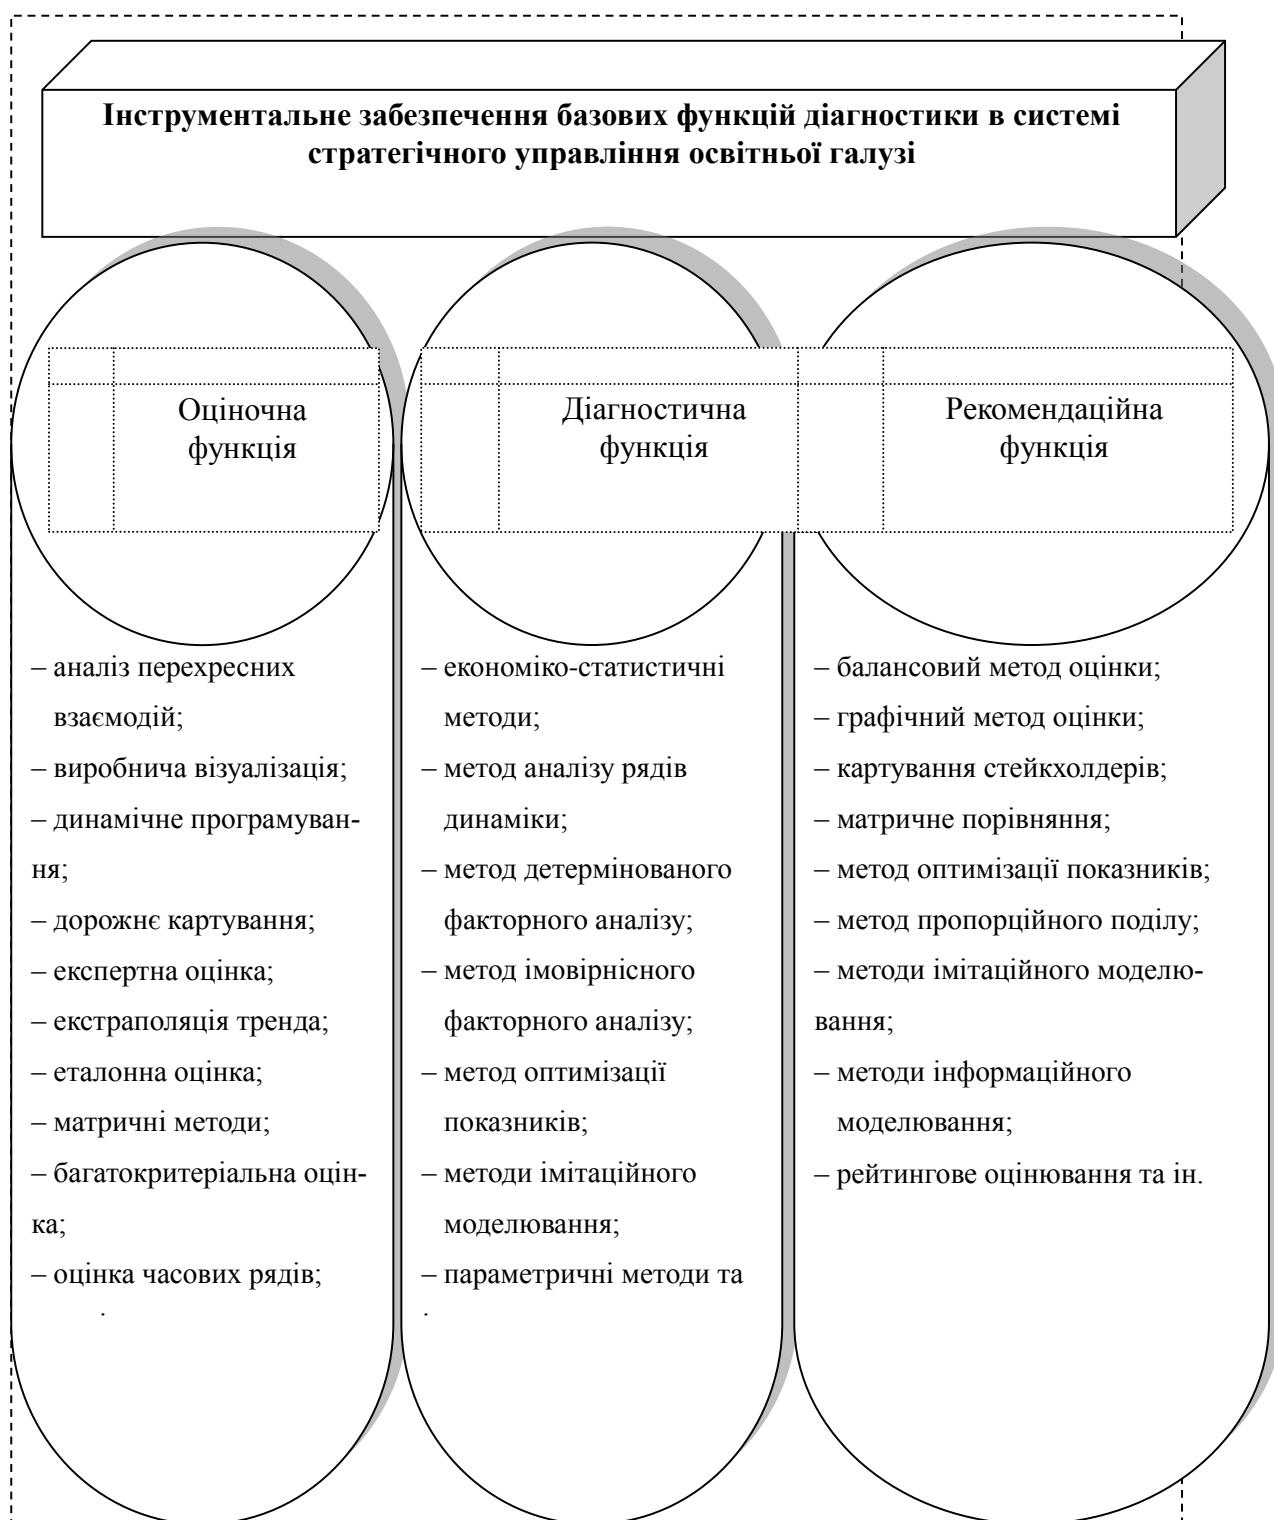 Інструментальне забезпечення базових функцій діагностики в системі
стратегічного управління освітньої галузі
Оціночна
функція
– аналіз перехресних
взаємодій;
– виробнича візуалізація;
– динамічне програмуван-
ня;
– дорожнє картування;
– експертна оцінка;
– екстраполяція тренда;
– еталонна оцінка;
– матричні методи;
– багатокритеріальна оцін-
ка;
– оцінка часових рядів;
Діагностична
функція
– економіко-статистичні
методи;
– метод аналізу рядів
динаміки;
– метод детермінованого
факторного аналізу;
– метод імовірнісного
факторного аналізу;
– метод оптимізації
показників;
– методи імітаційного
моделювання;
– параметричні методи та
Рекомендаційна
функція
– балансовий метод оцінки;
– графічний метод оцінки;
– картування стейкхолдерів;
– матричне порівняння;
– метод оптимізації показників;
– метод пропорційного поділу;
– методи імітаційного моделю-
вання;
– методи інформаційного
моделювання;
– рейтингове оцінювання та ін.